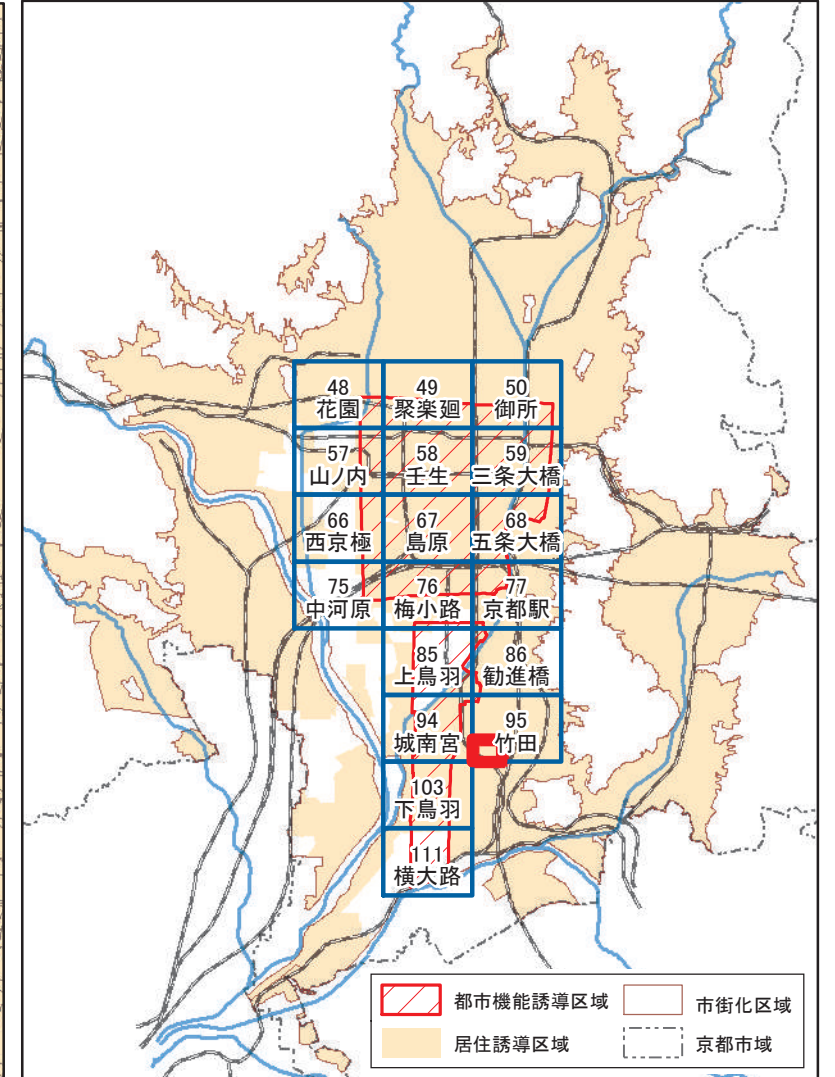 48
花園
49
聚楽廻
50
御所
57
山ノ内
58
壬生
59
三条大橋
66
西京極
67
島原
68
五条大橋
75
中河原
76
梅小路
77
京都駅
85
上鳥羽
86
勧進橋
94
城南宮
95
竹田
103
下鳥羽
111
横大路
都市機能誘導区域
市街化区域
居住誘導区域
京都市域